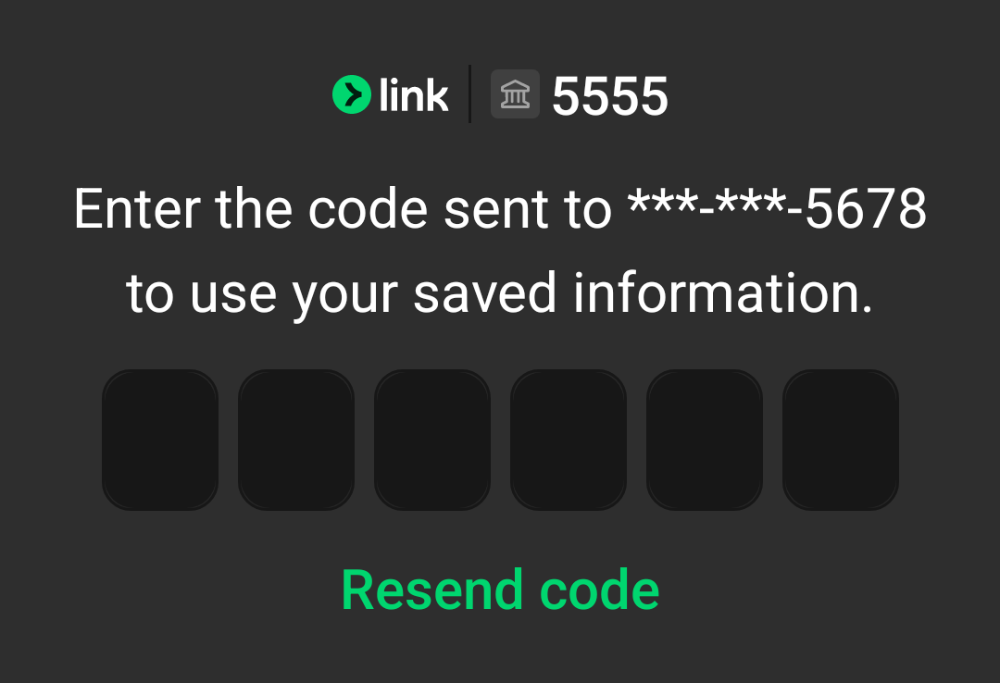 link 5555
Enter the code sent to ***-***-5678
to use your saved information.
Resend code